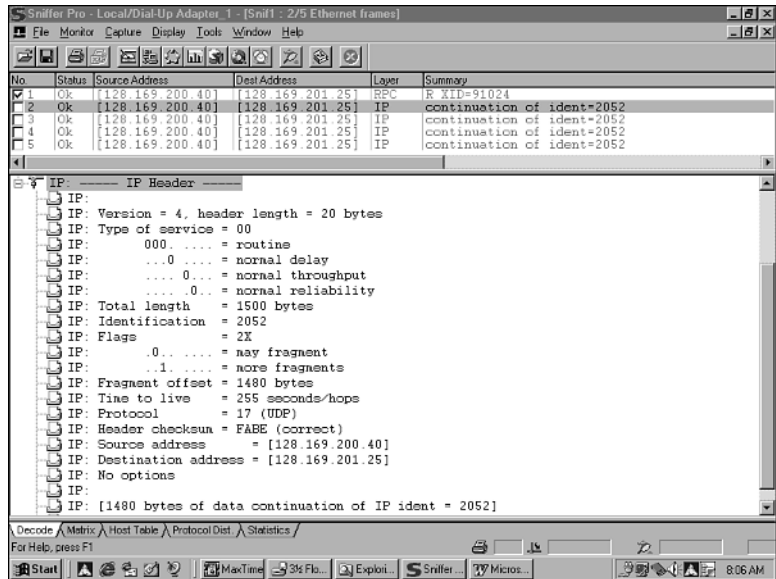 Sniffer Pro - Local/Dial-Up Adapter_1 - [Snif1 : 2/5 Ethernet frames]
File Monitor Capture Display Tools Window Help
No. Status Source Address Dest Address Layer Summary
1 Ok [128.169.200.40] [128.169.201.25] RPC R XID=91024
2 Ok [128.169.200.40] [128.169.201.25] IP continuation of ident=2052
3 Ok [128.169.200.40] [128.169.201.25] IP continuation of ident=2052
4 Ok [128.169.200.40] [128.169.201.25] IP continuation of ident=2052
5 Ok [128.169.200.40] [128.169.201.25] IP continuation of ident=2052
IP: ----- IP Header -----
IP:
IP: Version = 4, header length = 20 bytes
IP: Type of service = 00
IP: 000. .... = routine
IP: ...0 .... = normal delay
IP: .... 0... = normal throughput
IP: .... .0.. = normal reliability
IP: Total length = 1500 bytes
IP: Identification = 2052
IP: Flags = 2X
IP: .0.. .... = may fragment
IP: ..1. .... = more fragments
IP: Fragment offset = 1480 bytes
IP: Time to live = 255 seconds/hops
IP: Protocol = 17 (UDP)
IP: Header checksum = FABE (correct)
IP: Source address = [128.169.200.40]
IP: Destination address = [128.169.201.25]
IP: No options
IP:
IP: [1480 bytes of data continuation of IP ident = 2052]
Decode Matrix Host Table Protocol Dist. Statistics
For Help, press F1
Start MaxTime 3½ Flo... Explori... Sniffer ... Micros... 8:06 AM